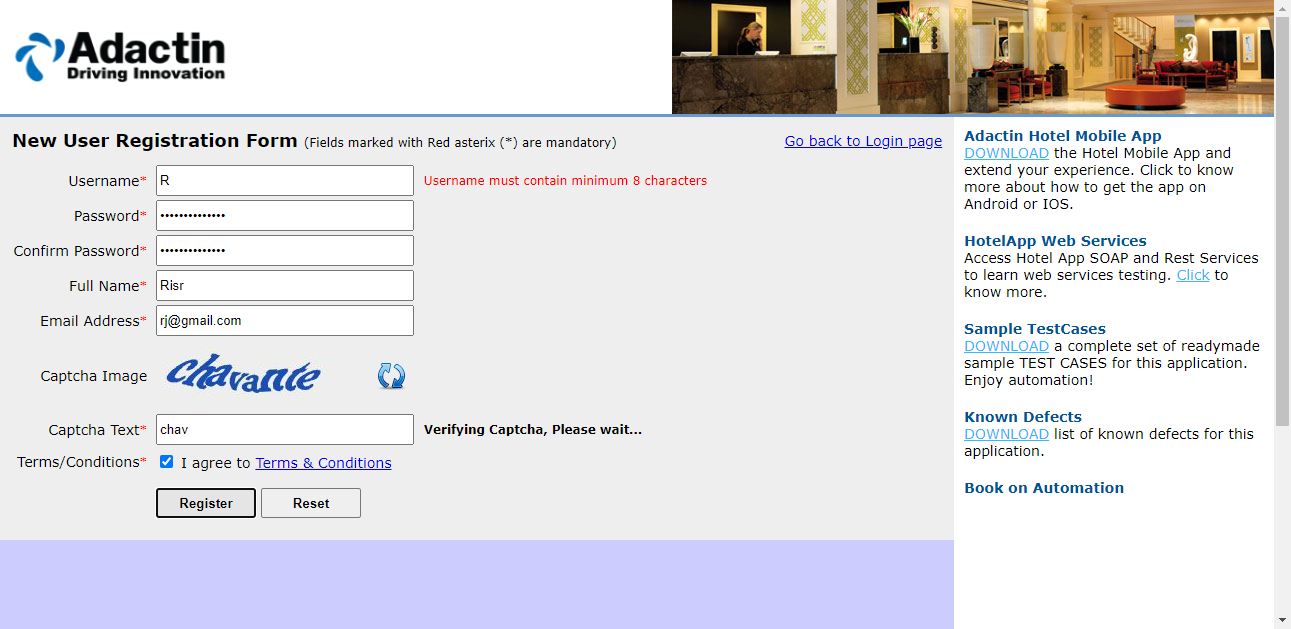 Adactin
Driving Innovation
New User Registration Form (Fields marked with Red asterix (*) are mandatory)
Go back to Login page
Username* R Username must contain minimum 8 characters
Password* ••••••••••••••
Confirm Password* ••••••••••••••
Full Name* Risr
Email Address* rj@gmail.com
Captcha Image chavante
Captcha Text* chav Verifying Captcha, Please wait...
Terms/Conditions* I agree to Terms & Conditions
Register Reset
Adactin Hotel Mobile App
DOWNLOAD the Hotel Mobile App and
extend your experience. Click to know
more about how to get the app on
Android or IOS.
HotelApp Web Services
Access Hotel App SOAP and Rest Services
to learn web services testing. Click to
know more.
Sample TestCases
DOWNLOAD a complete set of readymade
sample TEST CASES for this application.
Enjoy automation!
Known Defects
DOWNLOAD list of known defects for this
application.
Book on Automation